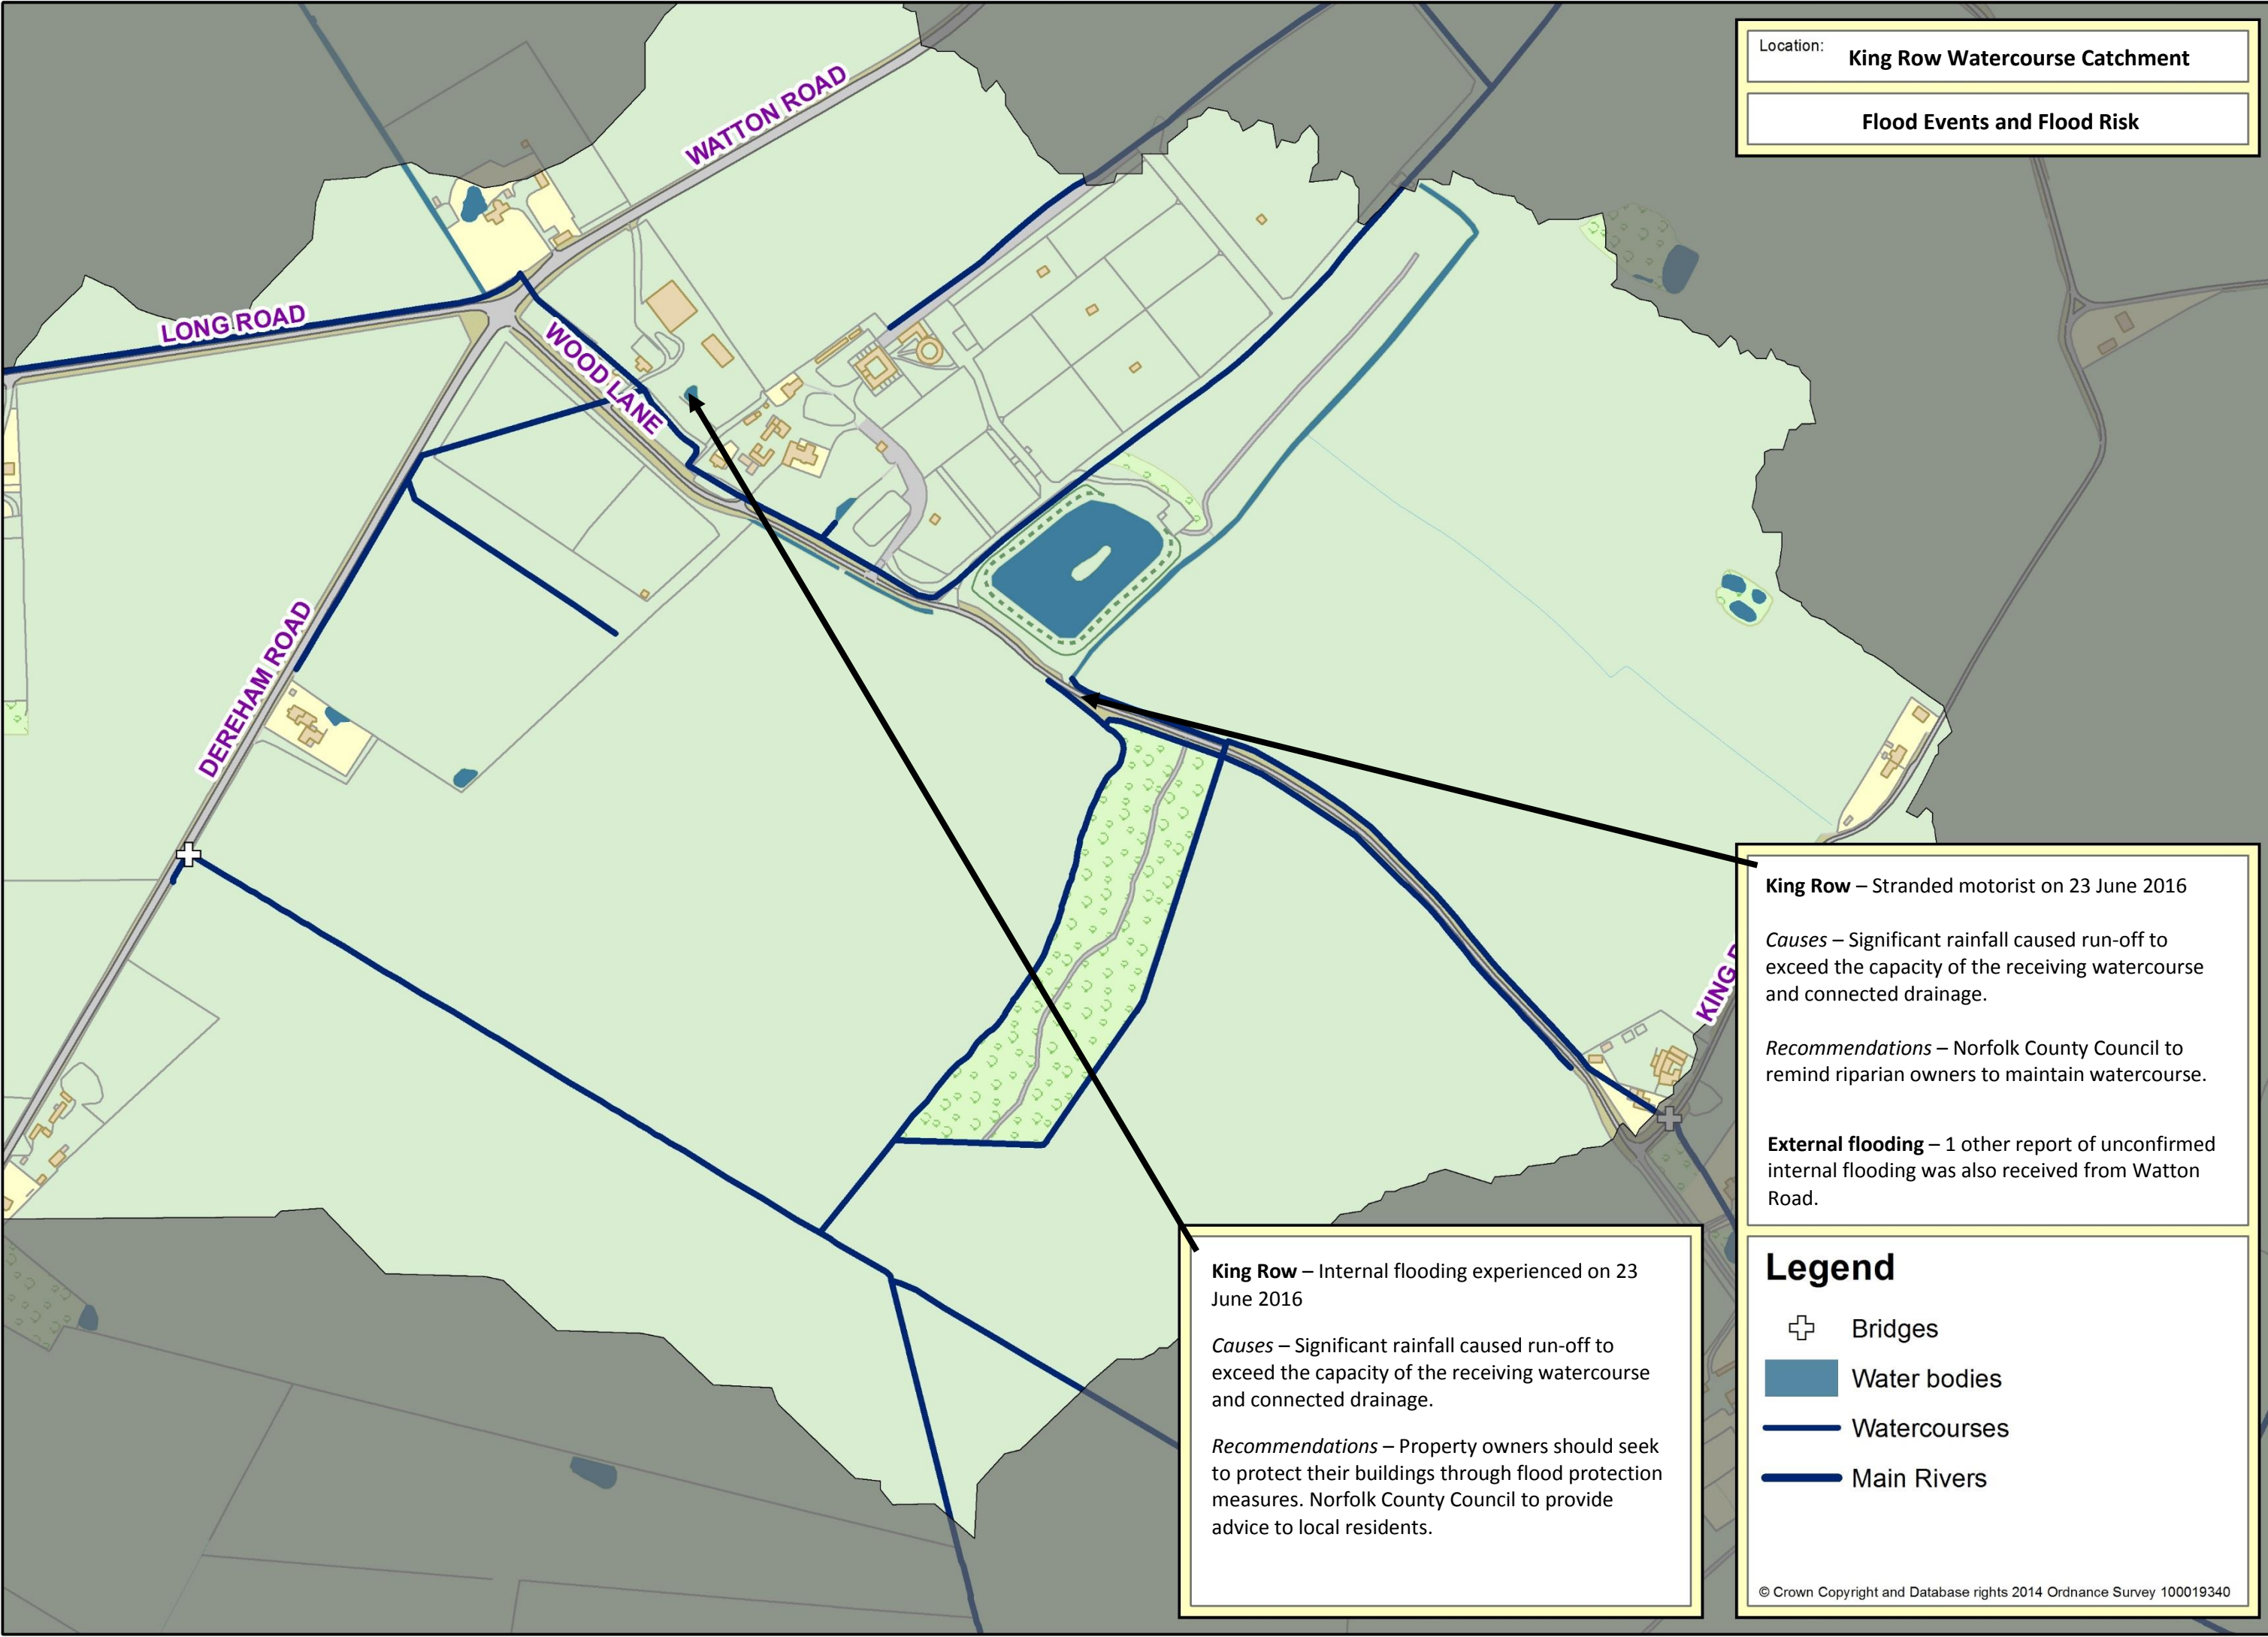 Location: King Row Watercourse Catchment
Flood Events and Flood Risk
WATTON ROAD
LONG ROAD
WOOD LANE
DEREHAM ROAD
KING
King Row – Stranded motorist on 23 June 2016
Causes – Significant rainfall caused run-off to
exceed the capacity of the receiving watercourse
and connected drainage.
Recommendations – Norfolk County Council to
remind riparian owners to maintain watercourse.
External flooding – 1 other report of unconfirmed
internal flooding was also received from Watton
Road.
King Row – Internal flooding experienced on 23
June 2016
Causes – Significant rainfall caused run-off to
exceed the capacity of the receiving watercourse
and connected drainage.
Recommendations – Property owners should seek
to protect their buildings through flood protection
measures. Norfolk County Council to provide
advice to local residents.
Legend
Bridges
Water bodies
Watercourses
Main Rivers
© Crown Copyright and Database rights 2014 Ordnance Survey 100019340